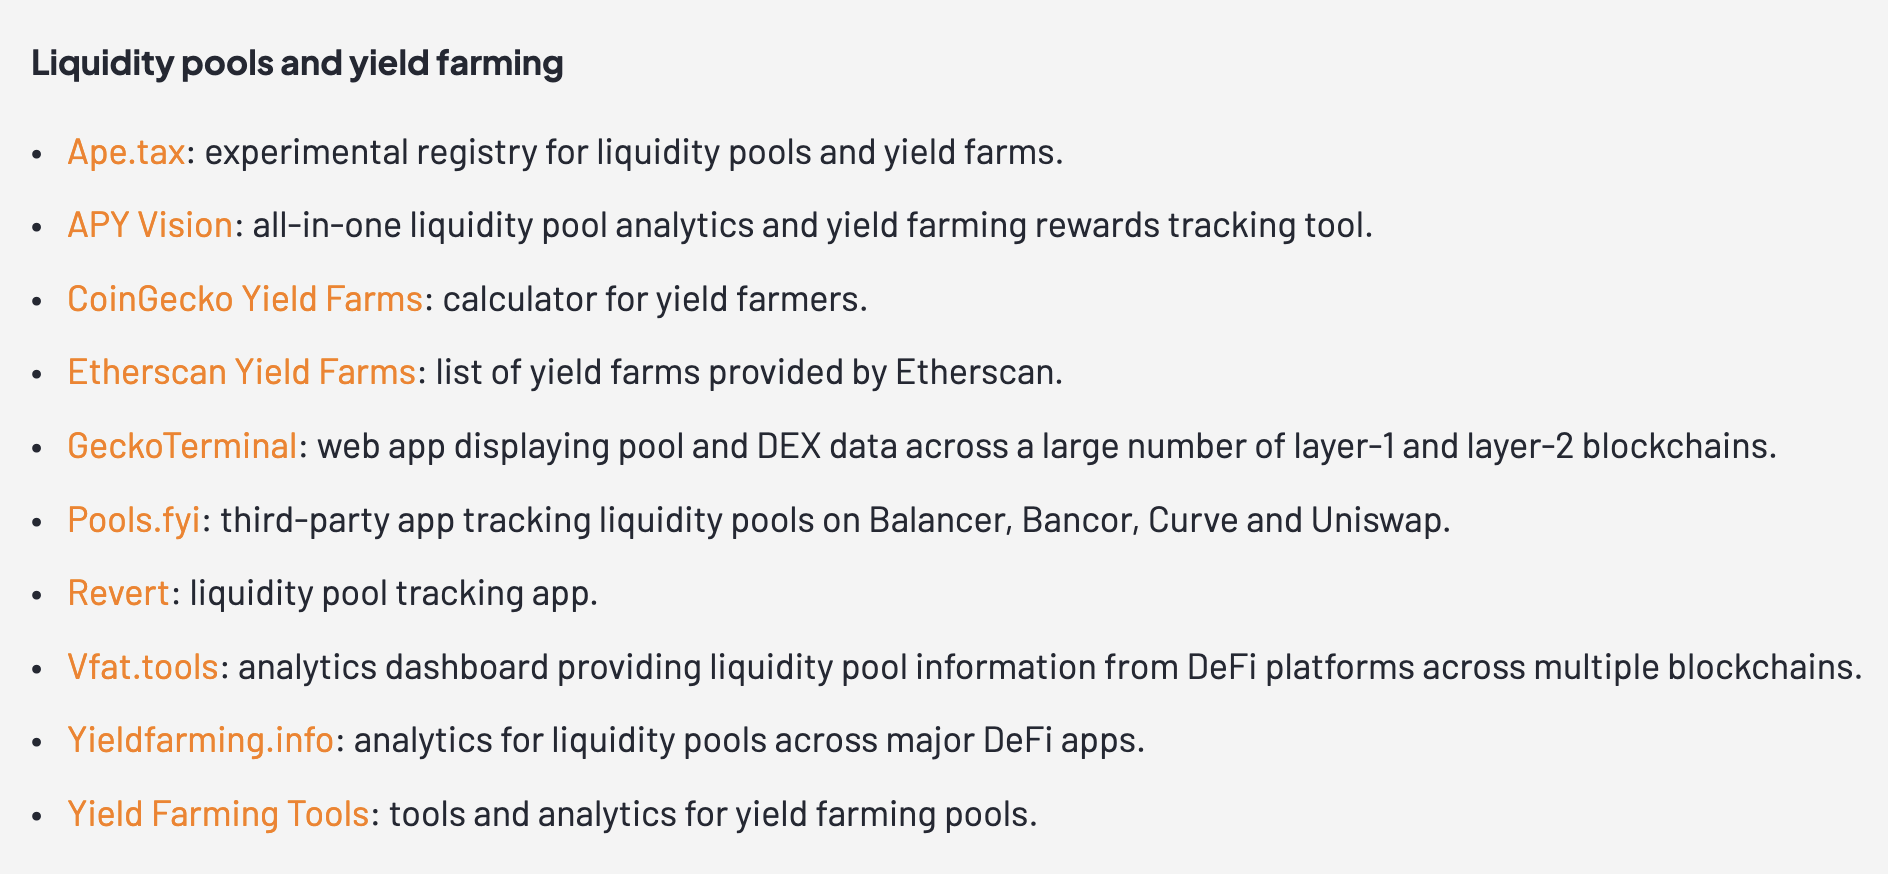 Liquidity pools and yield farming
• Ape.tax: experimental registry for liquidity pools and yield farms.
• APY Vision: all-in-one liquidity pool analytics and yield farming rewards tracking tool.
• CoinGecko Yield Farms: calculator for yield farmers.
• Etherscan Yield Farms: list of yield farms provided by Etherscan.
• GeckoTerminal: web app displaying pool and DEX data across a large number of layer-1 and layer-2 blockchains.
• Pools.fyi: third-party app tracking liquidity pools on Balancer, Bancor, Curve and Uniswap.
• Revert: liquidity pool tracking app.
• Vfat.tools: analytics dashboard providing liquidity pool information from DeFi platforms across multiple blockchains.
• Yieldfarming.info: analytics for liquidity pools across major DeFi apps.
• Yield Farming Tools: tools and analytics for yield farming pools.